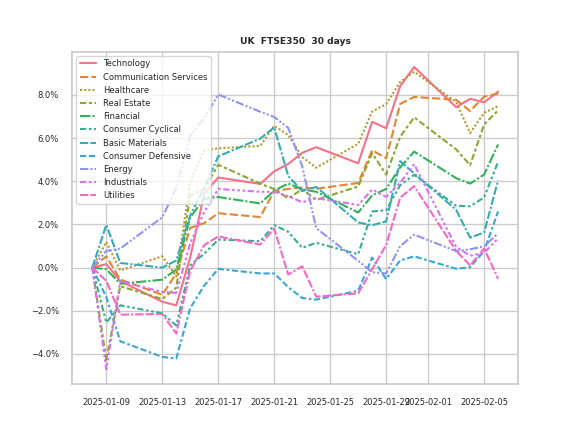 UK  FTSE350  30 days
Technology
Communication Services
Healthcare
Real Estate
Financial
Consumer Cyclical
Basic Materials
Consumer Defensive
Energy
Industrials
Utilities
8.0%
6.0%
4.0%
2.0%
0.0%
−2.0%
−4.0%
2025-01-09 2025-01-13 2025-01-17 2025-01-21 2025-01-25 2025-01-29 2025-02-01 2025-02-05